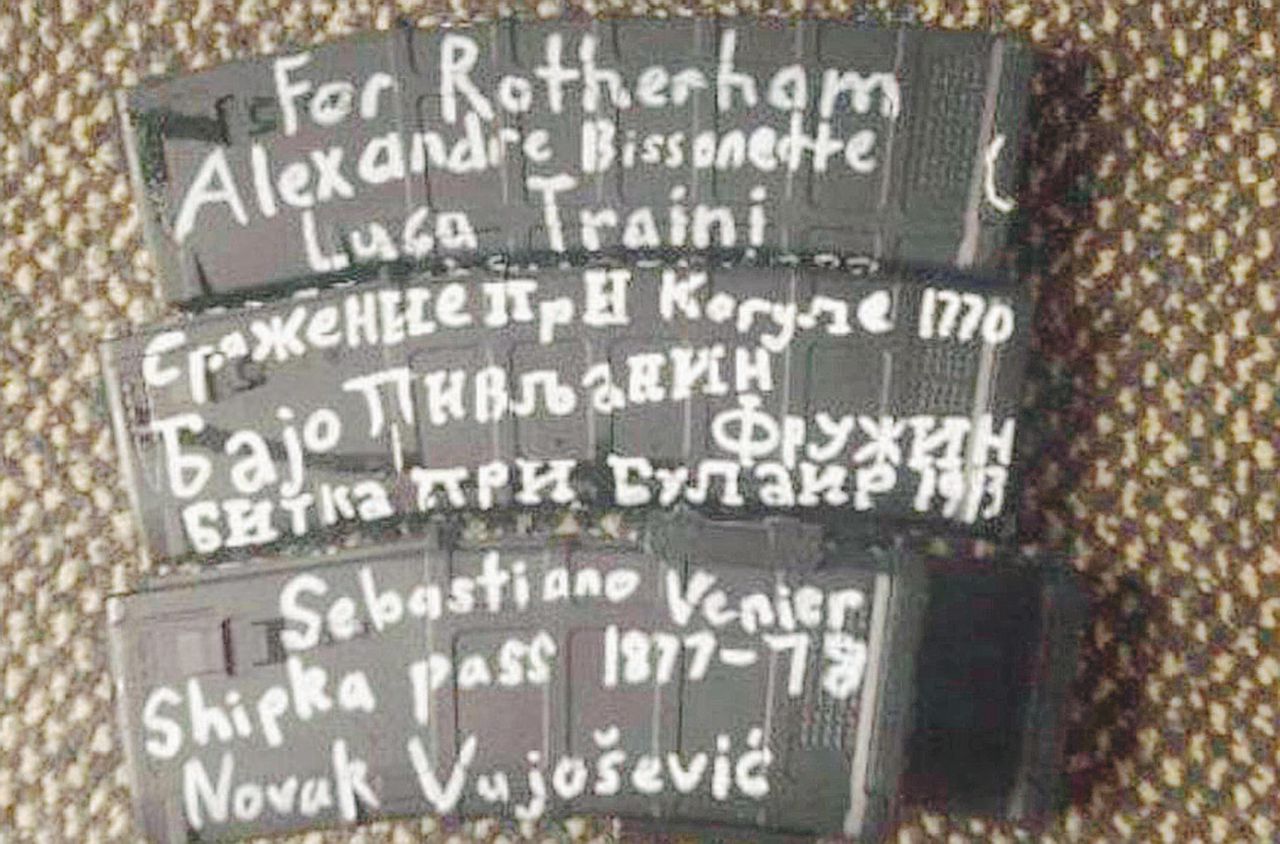 For Rotherham
Alexandre Bissonette
Luca Traini
Сражение при Кагуле 1770
Бајо Пивљанин
Фружин
Битка при Булаир 1913
Sebastiano Venier
Shipka pass 1877-78
Novak Vujošević